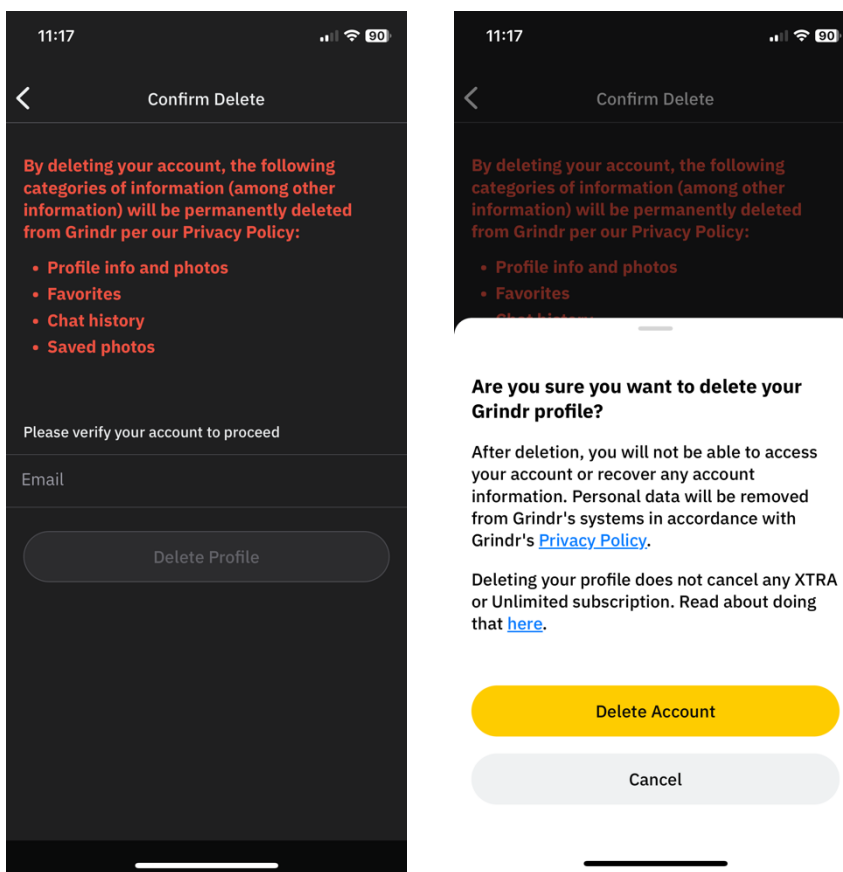 11:17
90
Confirm Delete
By deleting your account, the following
categories of information (among other
information) will be permanently deleted
from Grindr per our Privacy Policy:
• Profile info and photos
• Favorites
• Chat history
• Saved photos
Please verify your account to proceed
Email
Delete Profile
11:17
90
Confirm Delete
By deleting your account, the following
categories of information (among other
information) will be permanently deleted
from Grindr per our Privacy Policy:
• Profile info and photos
• Favorites
• Chat history
Are you sure you want to delete your
Grindr profile?
After deletion, you will not be able to access
your account or recover any account
information. Personal data will be removed
from Grindr's systems in accordance with
Grindr's Privacy Policy.
Deleting your profile does not cancel any XTRA
or Unlimited subscription. Read about doing
that here.
Delete Account
Cancel